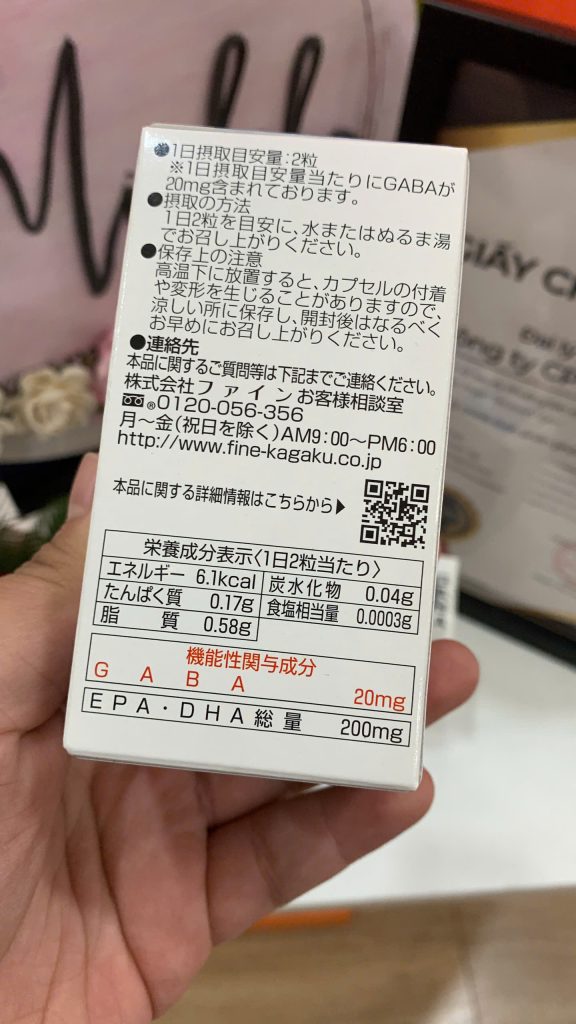 ●1日摂取目安量：2粒
※1日摂取目安量当たりにGABAが
20mg含まれております。
●摂取の方法
1日2粒を目安に、水またはぬるま湯
でお召し上がりください。
●保存上の注意
高温下に放置すると、カプセルの付着
や変形を生じることがありますので、
涼しい所に保存し、開封後はなるべく
お早めにお召し上がりください。
●連絡先
本品に関するご質問等は下記までご連絡ください。
株式会社ファインお客様相談室
®0120-056-356
月〜金(祝日を除く)AM9:00〜PM6:00
http://www.fine-kagaku.co.jp
本品に関する詳細情報はこちらから▶
栄養成分表示〈1日2粒当たり〉
エネルギー 6.1kcal 炭水化物 0.04g
たんぱく質 0.17g 食塩相当量 0.0003g
脂質 0.58g
機能性関与成分
GABA 20mg
EPA・DHA総量 200mg
GIẤY